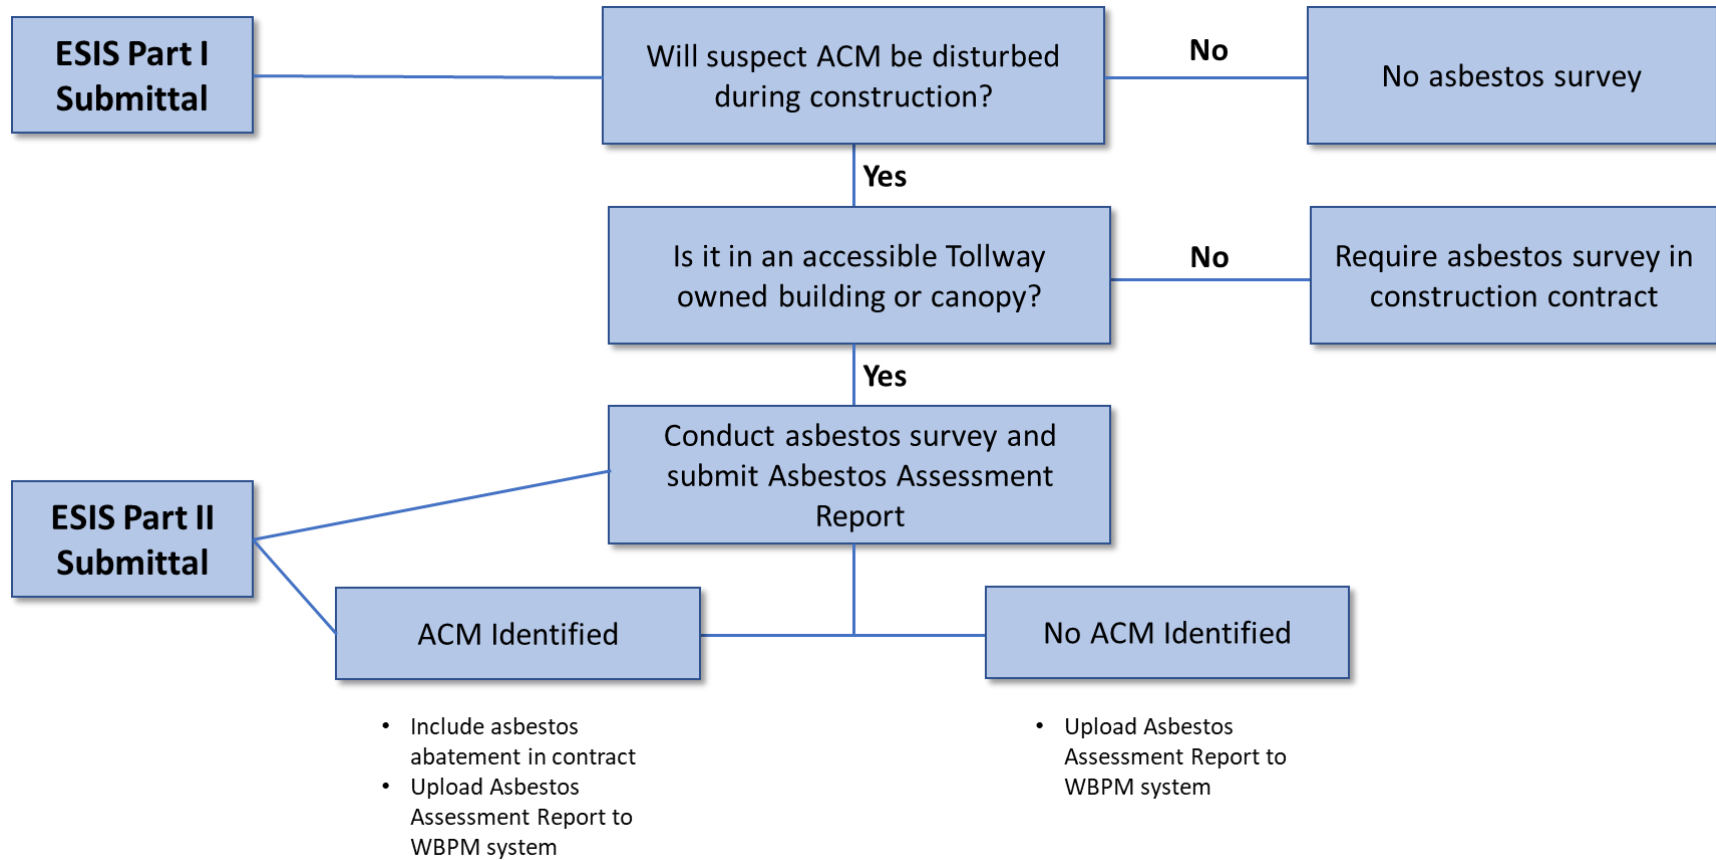 ESIS Part I
Submittal
Will suspect ACM be disturbed
during construction?
No
No asbestos survey
Yes
Is it in an accessible Tollway
owned building or canopy?
No
Require asbestos survey in
construction contract
Yes
Conduct asbestos survey and
submit Asbestos Assessment
Report
ESIS Part II
Submittal
ACM Identified
No ACM Identified
• Include asbestos
abatement in contract
• Upload Asbestos
Assessment Report to
WBPM system
• Upload Asbestos
Assessment Report to
WBPM system